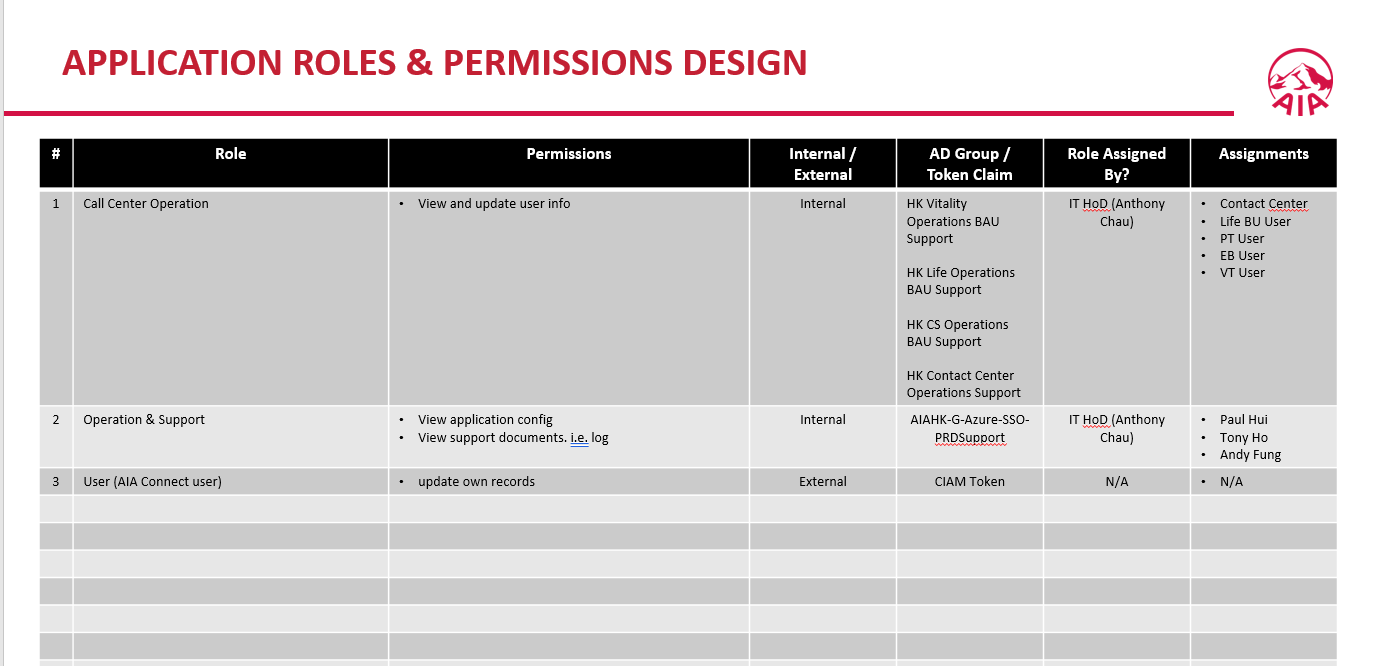 APPLICATION ROLES & PERMISSIONS DESIGN
AIA
# Role Permissions Internal / External AD Group / Token Claim Role Assigned By? Assignments
1 Call Center Operation
• View and update user info
Internal
HK Vitality
Operations BAU
Support
HK Life Operations
BAU Support
HK CS Operations
BAU Support
HK Contact Center
Operations Support
IT HoD (Anthony
Chau)
• Contact Center
• Life BU User
• PT User
• EB User
• VT User
2 Operation & Support
• View application config
• View support documents. i.e. log
Internal
AIAHK-G-Azure-SSO-
PRDSupport
IT HoD (Anthony
Chau)
• Paul Hui
• Tony Ho
• Andy Fung
3 User (AIA Connect user)
• update own records
External
CIAM Token
N/A
• N/A